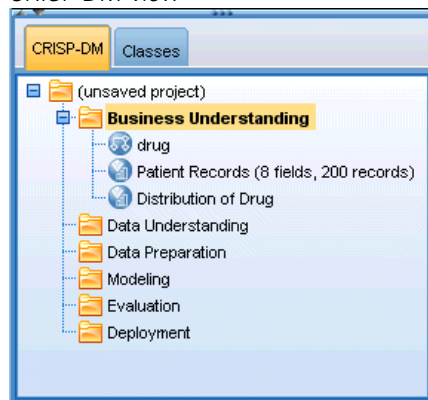 CRISP-DM Classes
(unsaved project)
Business Understanding
drug
Patient Records (8 fields, 200 records)
Distribution of Drug
Data Understanding
Data Preparation
Modeling
Evaluation
Deployment